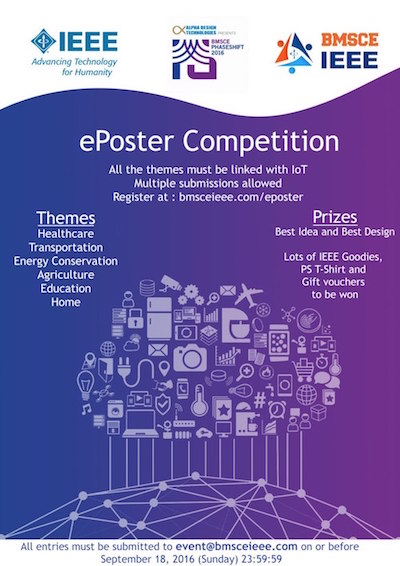 IEEE
Advancing Technology
for Humanity
ALPHA DESIGN
TECHNOLOGIES PRESENTS
BMSCE
PHASESHIFT
2016
BMSCE
IEEE
ePoster Competition
All the themes must be linked with IoT
Multiple submissions allowed
Register at : bmsceieee.com/eposter
Themes
Healthcare
Transportation
Energy Conservation
Agriculture
Education
Home
Prizes
Best Idea and Best Design
Lots of IEEE Goodies,
PS T-Shirt and
Gift vouchers
to be won
All entries must be submitted to event@bmsceieee.com on or before
September 18, 2016 (Sunday) 23:59:59